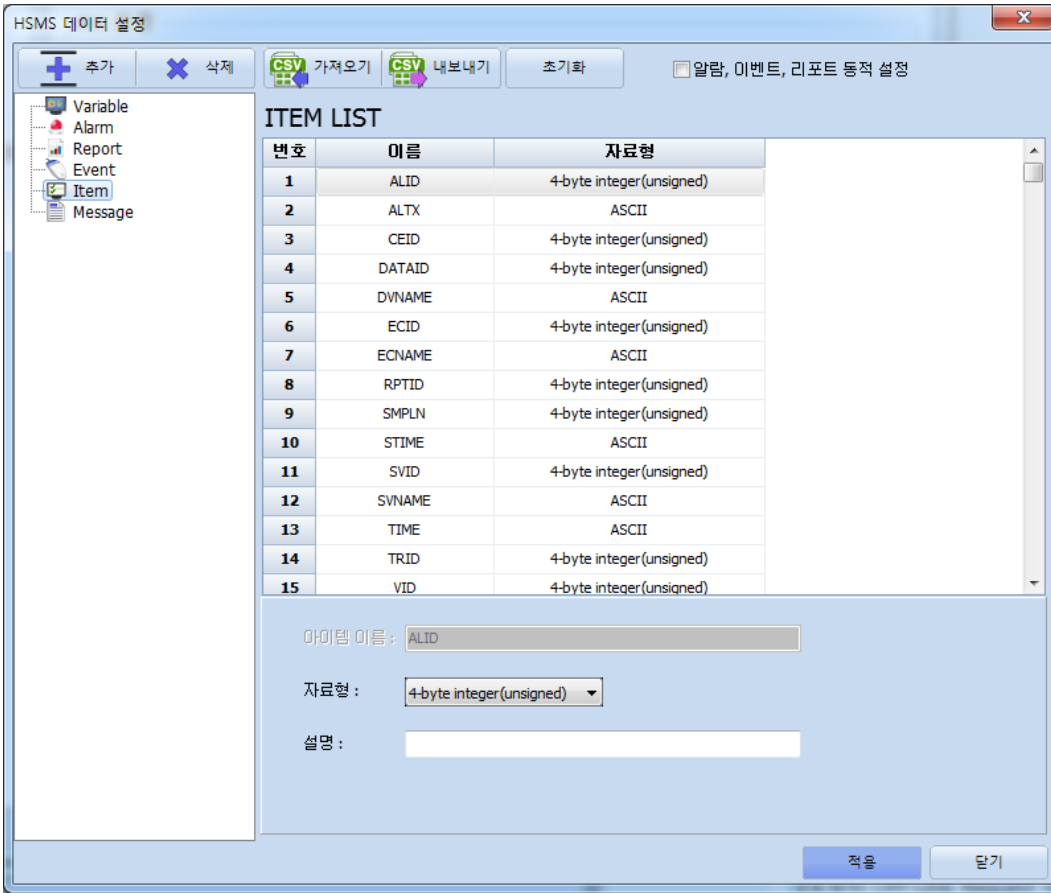 HSMS 데이터 설정
추가 삭제 CSV 가져오기 CSV 내보내기 초기화 알람, 이벤트, 리포트 동적 설정
Variable
Alarm
Report
Event
Item
Message
ITEM LIST
번호 이름 자료형
1 ALID 4-byte integer(unsigned)
2 ALTX ASCII
3 CEID 4-byte integer(unsigned)
4 DATAID 4-byte integer(unsigned)
5 DVNAME ASCII
6 ECID 4-byte integer(unsigned)
7 ECNAME ASCII
8 RPTID 4-byte integer(unsigned)
9 SMPLN 4-byte integer(unsigned)
10 STIME ASCII
11 SVID 4-byte integer(unsigned)
12 SVNAME ASCII
13 TIME ASCII
14 TRID 4-byte integer(unsigned)
15 VID 4-byte integer(unsigned)
아이템 이름 : ALID
자료형 : 4-byte integer(unsigned)
설명 :
적용 닫기